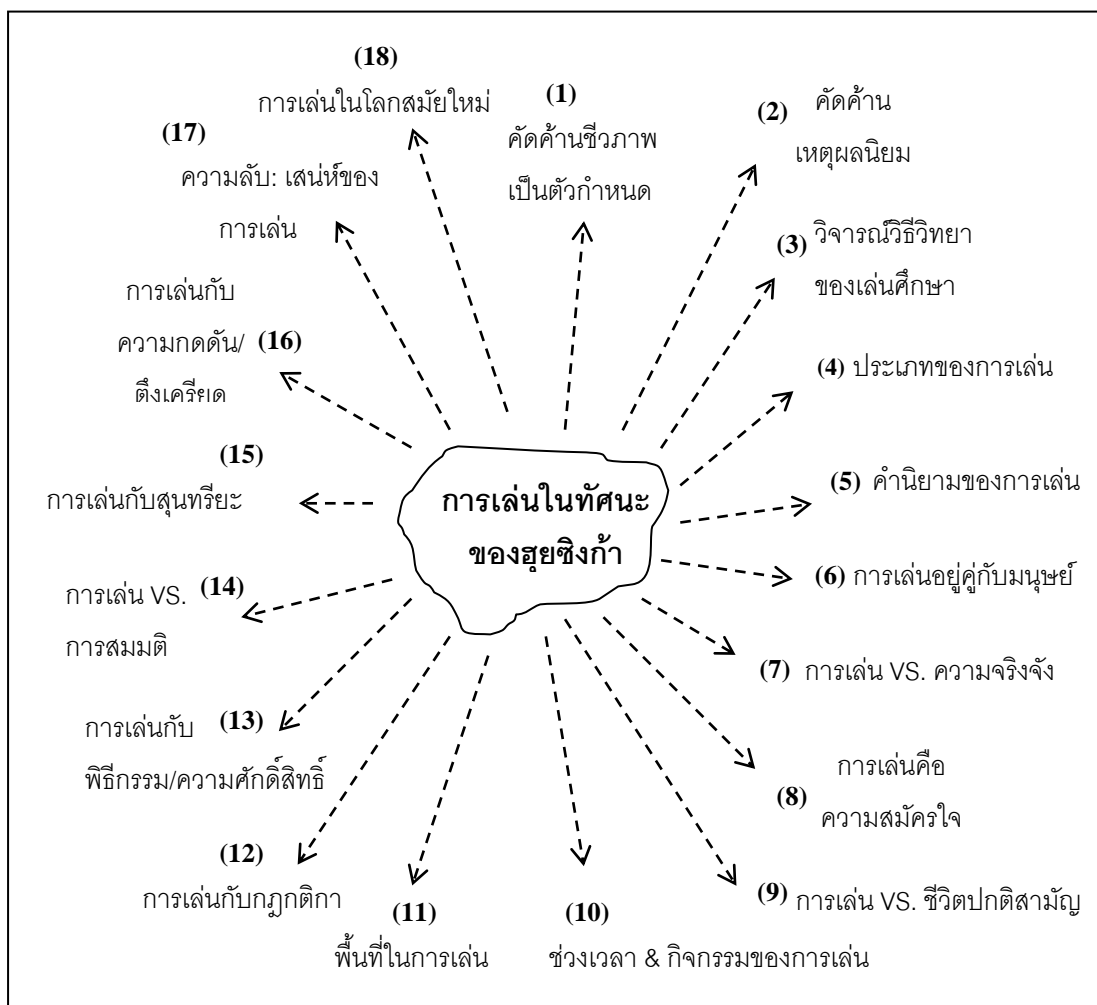 การเล่นในทัศนะ
ของฮุยซิงก้า
(1)
คัดค้านชีวภาพ
เป็นตัวกำหนด
(2) คัดค้าน
เหตุผลนิยม
(3) วิจารณ์วิธีวิทยา
ของเล่นศึกษา
(4) ประเภทของการเล่น
(5) คำนิยามของการเล่น
(6) การเล่นอยู่คู่กับมนุษย์
(7) การเล่น VS. ความจริงจัง
การเล่นคือ
(8) ความสมัครใจ
(9) การเล่น VS. ชีวิตปกติสามัญ
(10)
ช่วงเวลา & กิจกรรมของการเล่น
(11)
พื้นที่ในการเล่น
(12)
การเล่นกับกฎกติกา
การเล่นกับ (13)
พิธีกรรม/ความศักดิ์สิทธิ์
การเล่น VS. (14)
การสมมติ
(15)
การเล่นกับสุนทรียะ
การเล่นกับ
ความกดดัน/ (16)
ตึงเครียด
(17)
ความลับ: เสน่ห์ของ
การเล่น
(18)
การเล่นในโลกสมัยใหม่